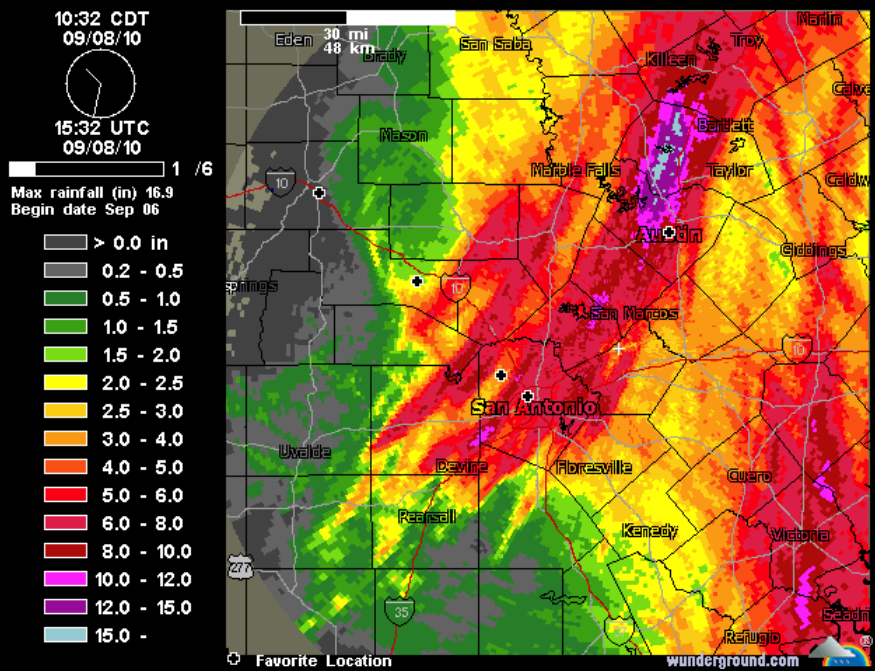 10:32 CDT
09/08/10
15:32 UTC
09/08/10
1 /6
Max rainfall (in) 16.9
Begin date Sep 06
> 0.0 in
0.2 - 0.5
0.5 - 1.0
1.0 - 1.5
1.5 - 2.0
2.0 - 2.5
2.5 - 3.0
3.0 - 4.0
4.0 - 5.0
5.0 - 6.0
6.0 - 8.0
8.0 - 10.0
10.0 - 12.0
12.0 - 15.0
15.0 -
30 mi
48 km
Eden
Brady
San Saba
Killeen
Troy
Marlin
Calve
Mason
Bartlett
Marble Falls
Taylor
Caldw
10
Austin
Giddings
prings
10
San Marcos
10
San Antonio
Uvalde
Devine
Floresville
Cuero
Pearsall
Kenedy
Victoria
277
35
Seadr
Refugio
Favorite Location
wunderground.com